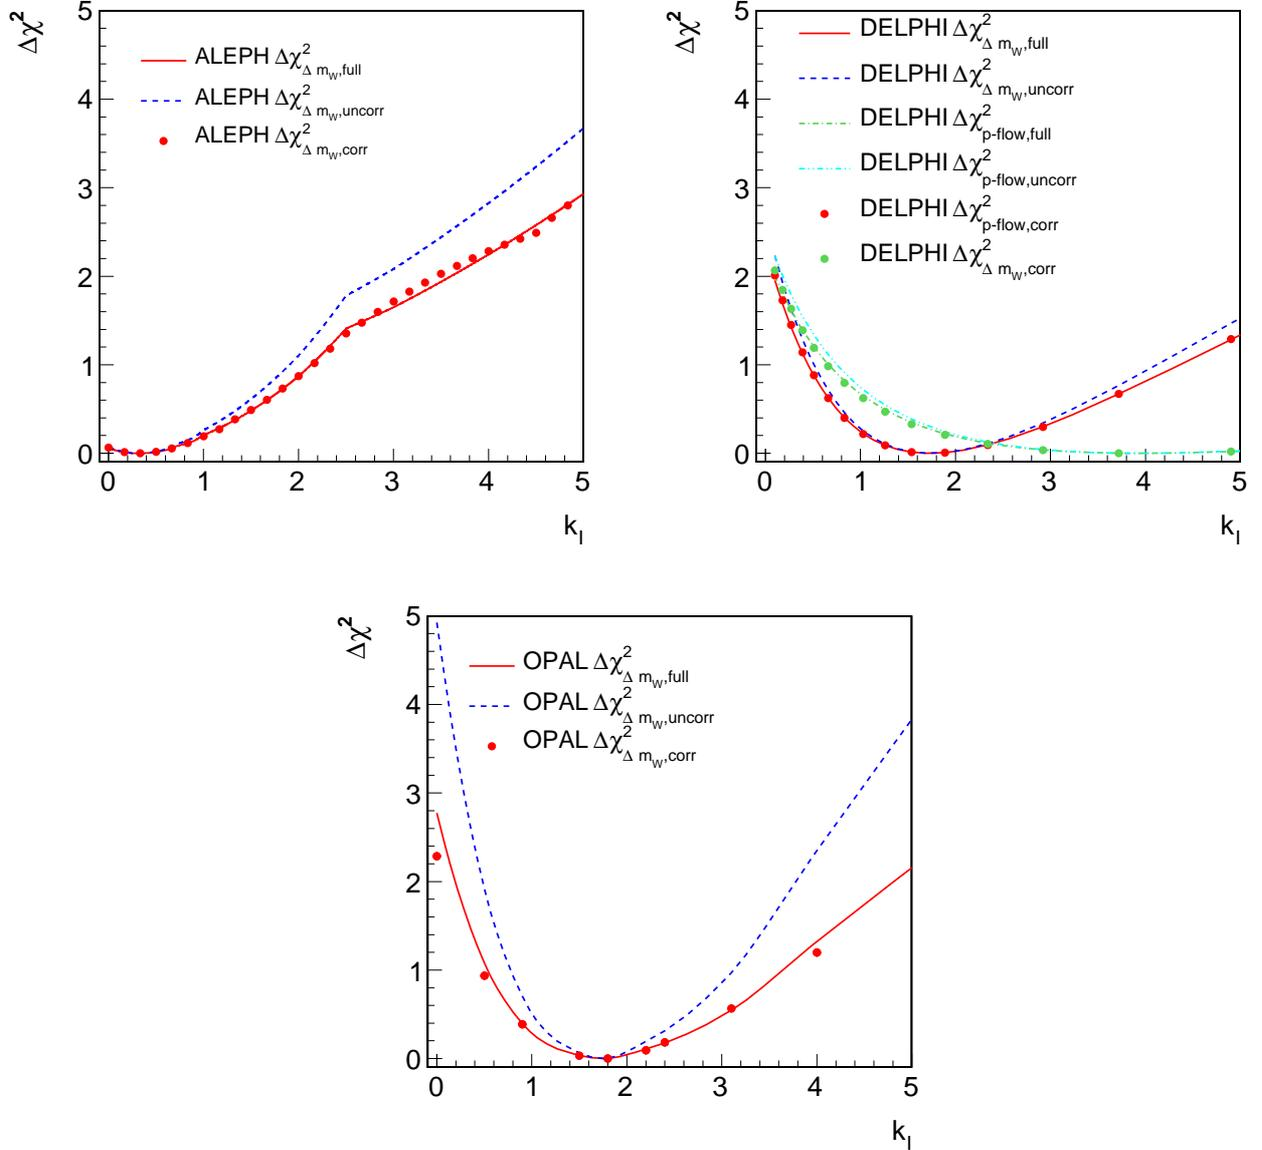 Δχ²
5
4
3
2
1
0
ALEPH Δχ²Δ mW,full
ALEPH Δχ²Δ mW,uncorr
ALEPH Δχ²Δ mW,corr
0 1 2 3 4 5
kI
Δχ²
5
4
3
2
1
0
DELPHI Δχ²Δ mW,full
DELPHI Δχ²Δ mW,uncorr
DELPHI Δχ²p-flow,full
DELPHI Δχ²p-flow,uncorr
DELPHI Δχ²p-flow,corr
DELPHI Δχ²Δ mW,corr
0 1 2 3 4 5
kI
Δχ²
5
4
3
2
1
0
OPAL Δχ²Δ mW,full
OPAL Δχ²Δ mW,uncorr
OPAL Δχ²Δ mW,corr
0 1 2 3 4 5
kI